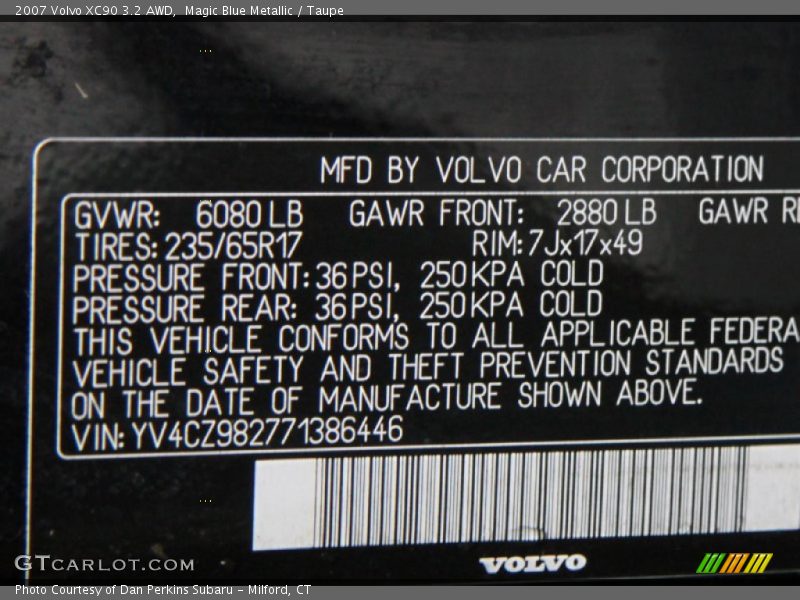 2007 Volvo XC90 3.2 AWD, Magic Blue Metallic / Taupe
MFD BY VOLVO CAR CORPORATION
GVWR: 6080 LB GAWR FRONT: 2880 LB GAWR
TIRES: 235/65R17 RIM: 7Jx17x49
PRESSURE FRONT: 36 PSI, 250 KPA COLD
PRESSURE REAR: 36 PSI, 250 KPA COLD
THIS VEHICLE CONFORMS TO ALL APPLICABLE FEDERA
VEHICLE SAFETY AND THEFT PREVENTION STANDARDS
ON THE DATE OF MANUFACTURE SHOWN ABOVE.
VIN: YV4CZ982771386446
VOLVO
GTCARLOT.COM
Photo Courtesy of Dan Perkins Subaru - Milford, CT